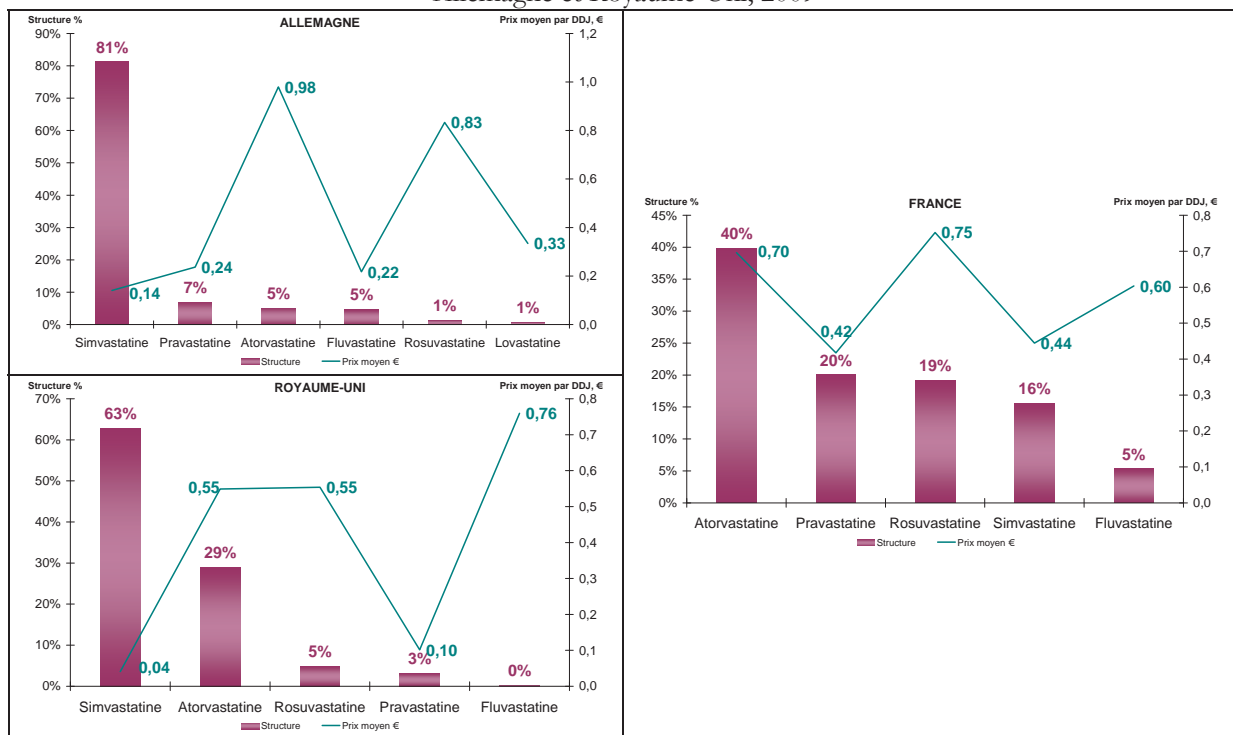 Allemagne et Royaume-Uni, 2009
Structure % ALLEMAGNE Prix moyen par DDJ, €
90% 1,2
81%
80%
1,0
0,98
70%
0,83
60% 0,8
50%
0,6
40%
30% 0,4
0,33
0,24
20% 0,22
0,14 0,2
10% 7% 5% 5% 1% 1%
0% 0,0
Simvastatine Pravastatine Atorvastatine Fluvastatine Rosuvastatine Lovastatine
Structure Prix moyen €
Structure % ROYAUME-UNI Prix moyen par DDJ, €
70% 0,8
63% 0,76
60% 0,7
0,6
50% 0,55 0,55
0,5
40%
0,4
30% 29%
0,3
20%
0,2
10% 0,10 0,1
0,04 5% 3% 0%
0% 0,0
Simvastatine Atorvastatine Rosuvastatine Pravastatine Fluvastatine
Structure Prix moyen €
Structure % FRANCE Prix moyen par DDJ, €
45% 0,8
40% 0,75
40% 0,70 0,7
35%
0,60 0,6
30%
0,5
25% 0,42 0,44
0,4
20% 20% 19%
16% 0,3
15%
0,2
10%
5% 0,1
5%
0% 0,0
Atorvastatine Pravastatine Rosuvastatine Simvastatine Fluvastatine
Structure Prix moyen €